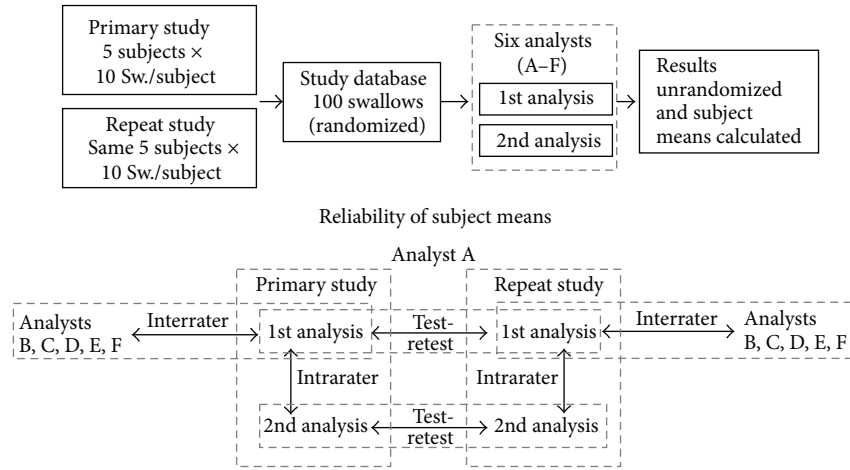 Primary study
5 subjects ×
10 Sw./subject
Repeat study
Same 5 subjects ×
10 Sw./subject
Study database
100 swallows
(randomized)
Six analysts
(A–F)
1st analysis
2nd analysis
Results
unrandomized
and subject
means calculated
Reliability of subject means
Analyst A
Primary study
Repeat study
Analysts
B, C, D, E, F
Interrater
1st analysis
Test-
retest
1st analysis
Interrater
Analysts
B, C, D, E, F
Intrarater
Intrarater
2nd analysis
Test-
retest
2nd analysis